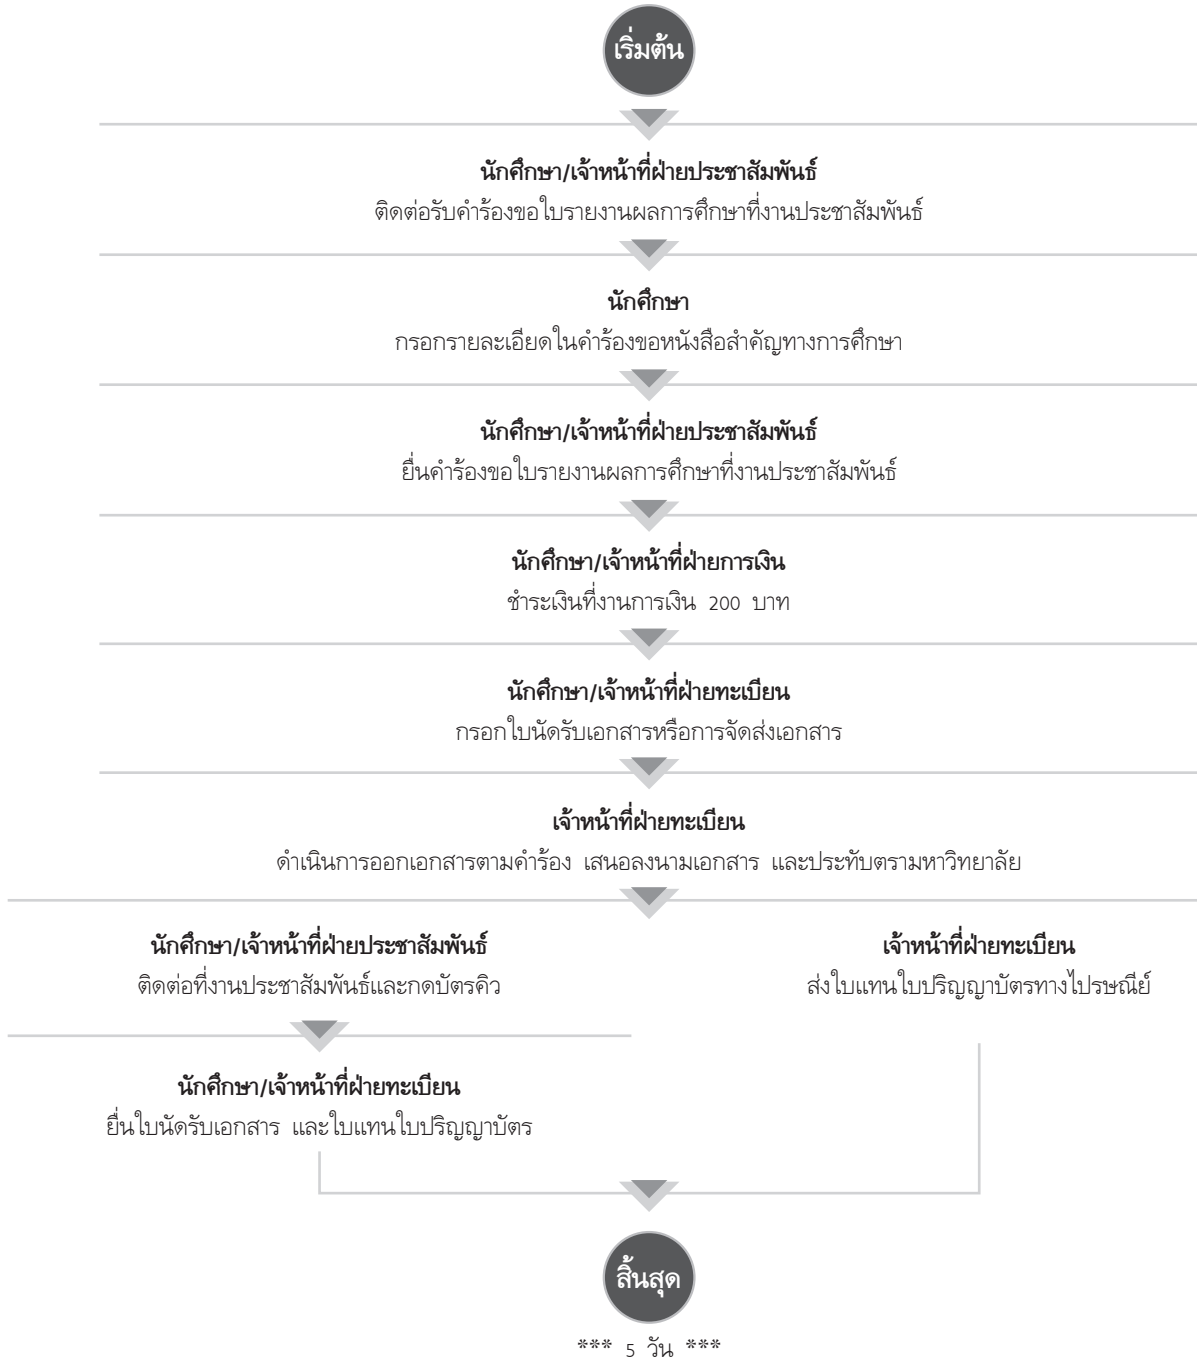 เริ่มต้น
นักศึกษา/เจ้าหน้าที่ฝ่ายประชาสัมพันธ์
ติดต่อรับคำร้องขอใบรายงานผลการศึกษาที่งานประชาสัมพันธ์
นักศึกษา
กรอกรายละเอียดในคำร้องขอหนังสือสำคัญทางการศึกษา
นักศึกษา/เจ้าหน้าที่ฝ่ายประชาสัมพันธ์
ยื่นคำร้องขอใบรายงานผลการศึกษาที่งานประชาสัมพันธ์
นักศึกษา/เจ้าหน้าที่ฝ่ายการเงิน
ชำระเงินที่งานการเงิน 200 บาท
นักศึกษา/เจ้าหน้าที่ฝ่ายทะเบียน
กรอกใบนัดรับเอกสารหรือการจัดส่งเอกสาร
เจ้าหน้าที่ฝ่ายทะเบียน
ดำเนินการออกเอกสารตามคำร้อง เสนอลงนามเอกสาร และประทับตรามหาวิทยาลัย
นักศึกษา/เจ้าหน้าที่ฝ่ายประชาสัมพันธ์
ติดต่อที่งานประชาสัมพันธ์และกดบัตรคิว
เจ้าหน้าที่ฝ่ายทะเบียน
ส่งใบแทนใบปริญญาบัตรทางไปรษณีย์
นักศึกษา/เจ้าหน้าที่ฝ่ายทะเบียน
ยื่นใบนัดรับเอกสาร และใบแทนใบปริญญาบัตร
สิ้นสุด
*** 5 วัน ***